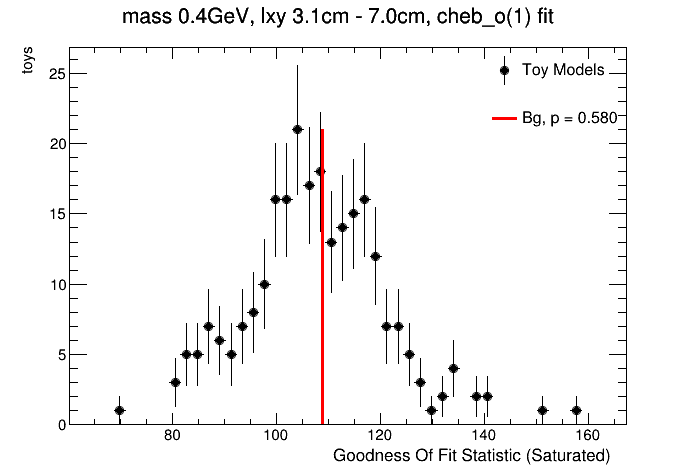 mass 0.4GeV, lxy 3.1cm - 7.0cm, cheb_o(1) fit
toys
25
20
15
10
5
0
Toy Models
Bg, p = 0.580
80
100
120
140
160
Goodness Of Fit Statistic (Saturated)